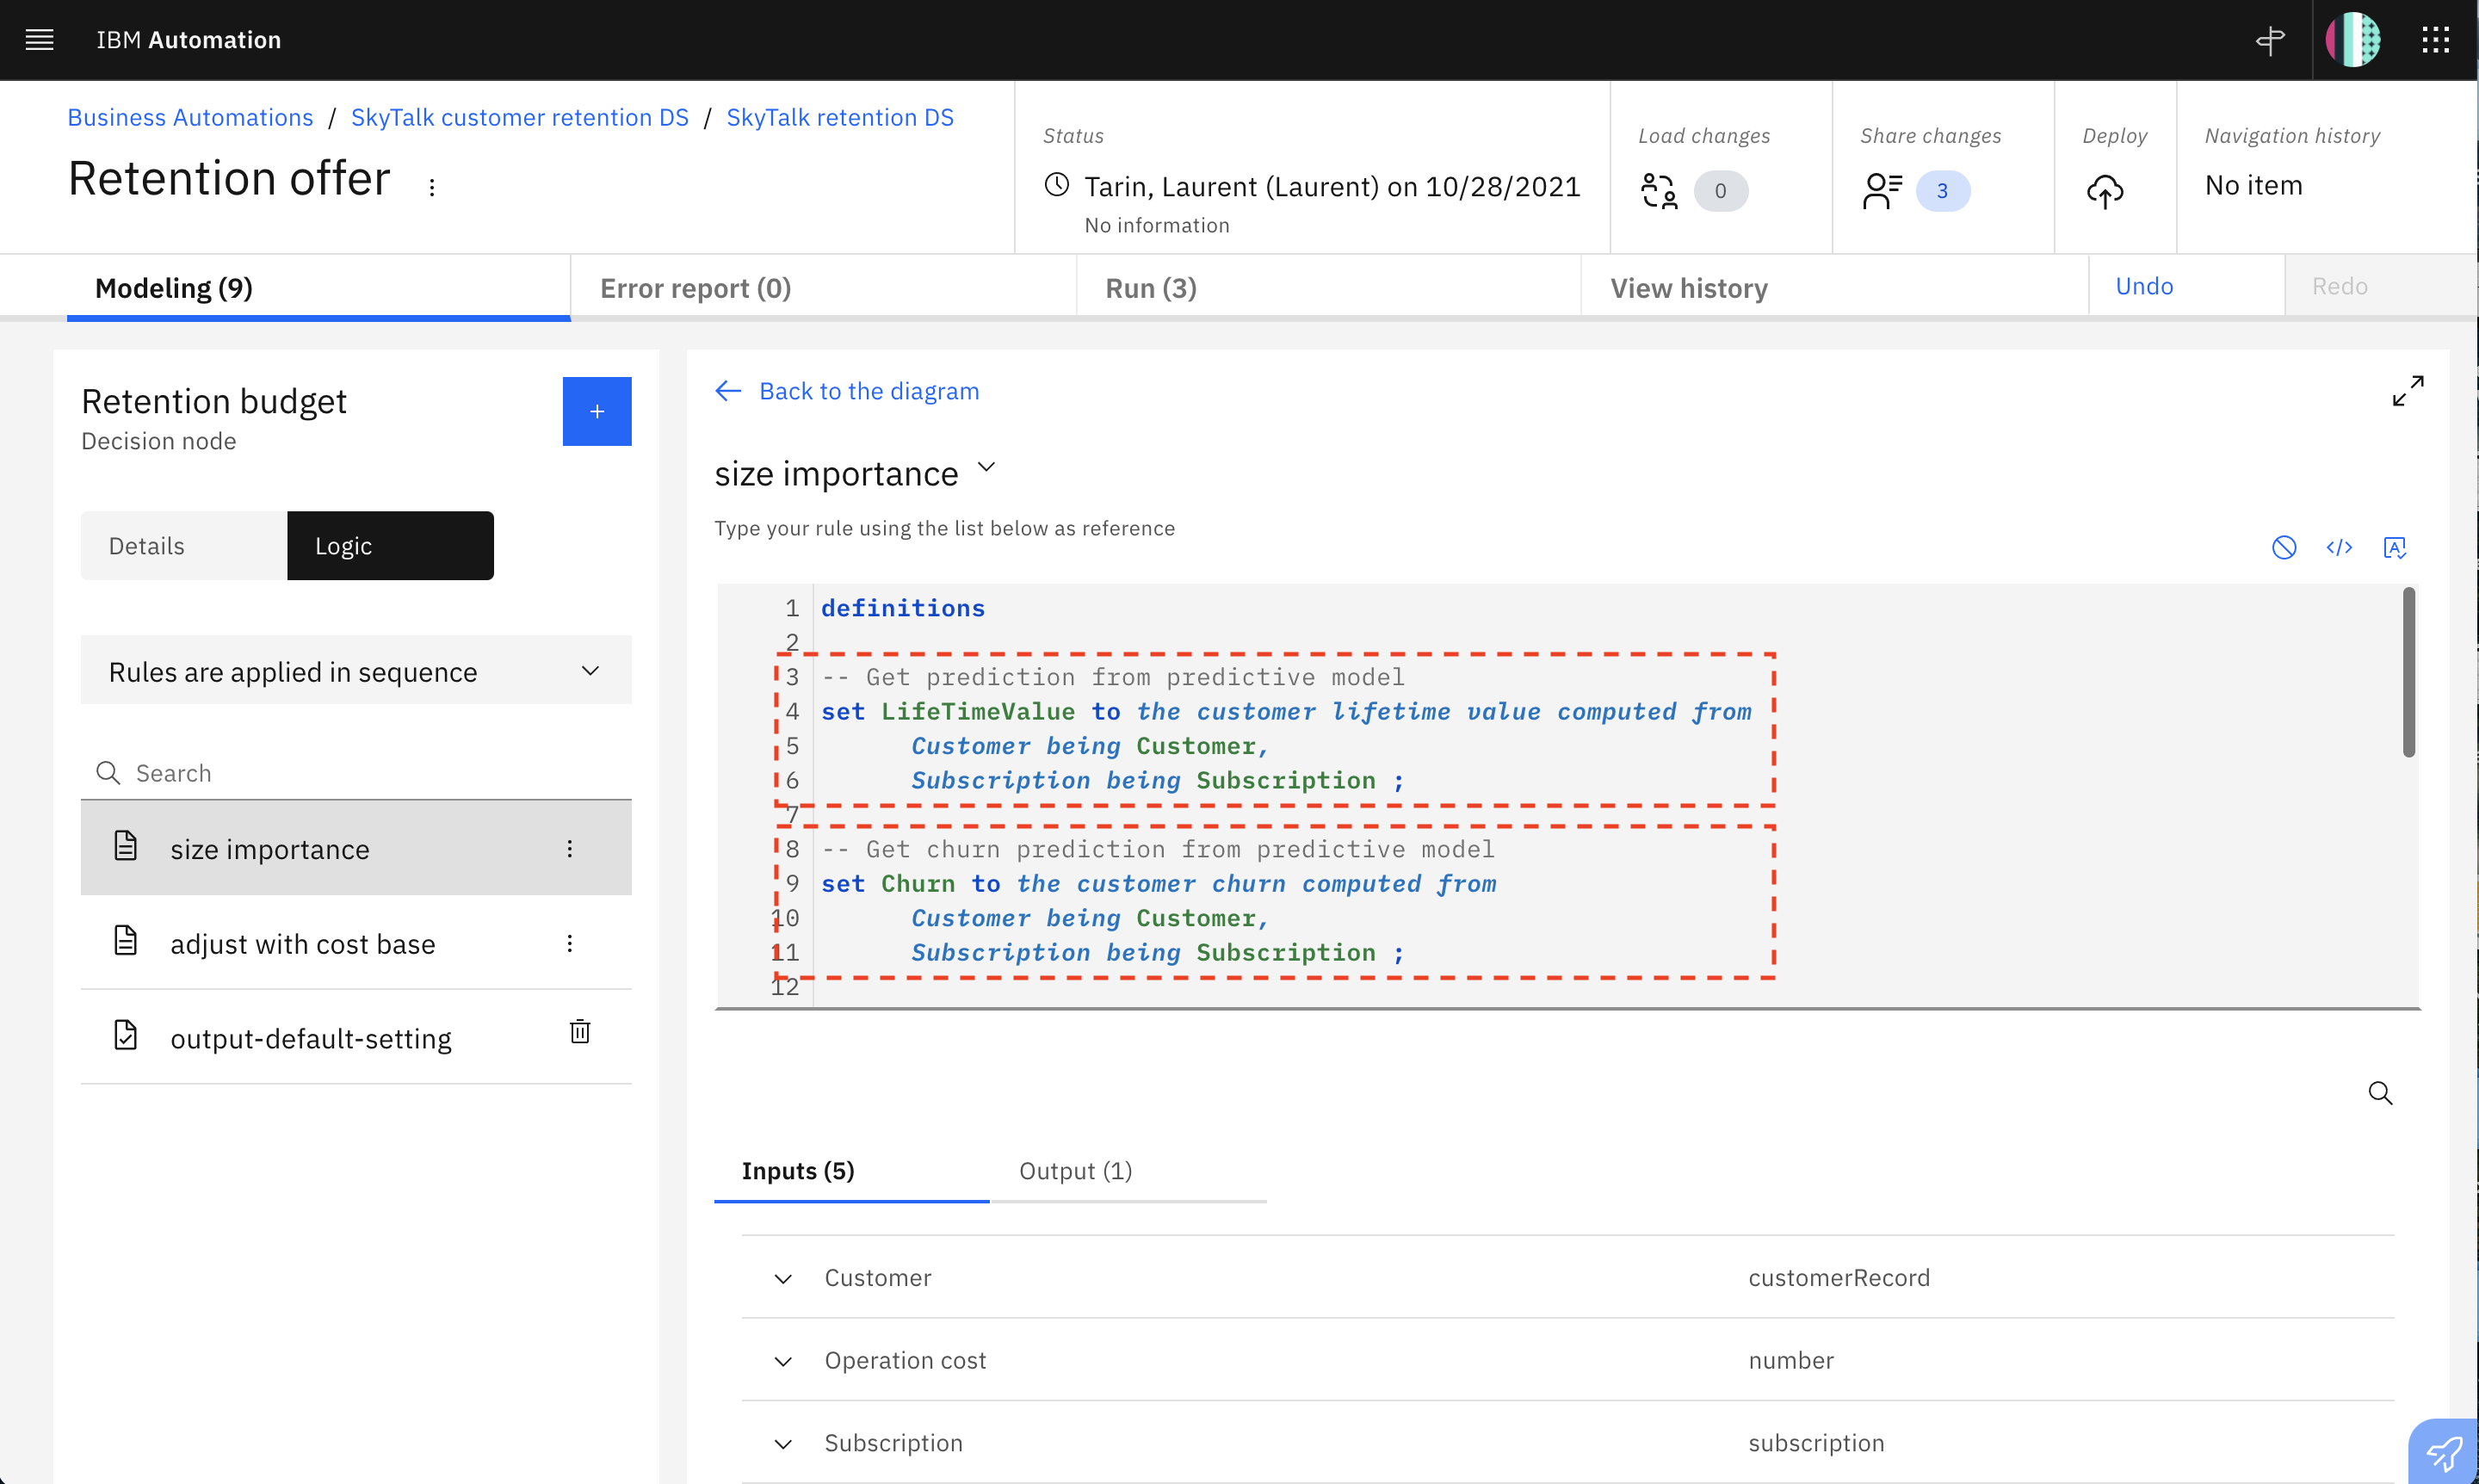 IBM Automation
Business Automations / SkyTalk customer retention DS / SkyTalk retention DS
Retention offer
Status
Tarin, Laurent (Laurent) on 10/28/2021
No information
Load changes
0
Share changes
3
Deploy
Navigation history
No item
Modeling (9)
Error report (0)
Run (3)
View history
Undo
Redo
Retention budget
Decision node
+
Details
Logic
Rules are applied in sequence
Search
size importance
adjust with cost base
output-default-setting
Back to the diagram
size importance
Type your rule using the list below as reference
1 definitions
2
3 -- Get prediction from predictive model
4 set LifeTimeValue to the customer lifetime value computed from
5 Customer being Customer,
6 Subscription being Subscription ;
7
8 -- Get churn prediction from predictive model
9 set Churn to the customer churn computed from
10 Customer being Customer,
11 Subscription being Subscription ;
12
Inputs (5)
Output (1)
Customer customerRecord
Operation cost number
Subscription subscription